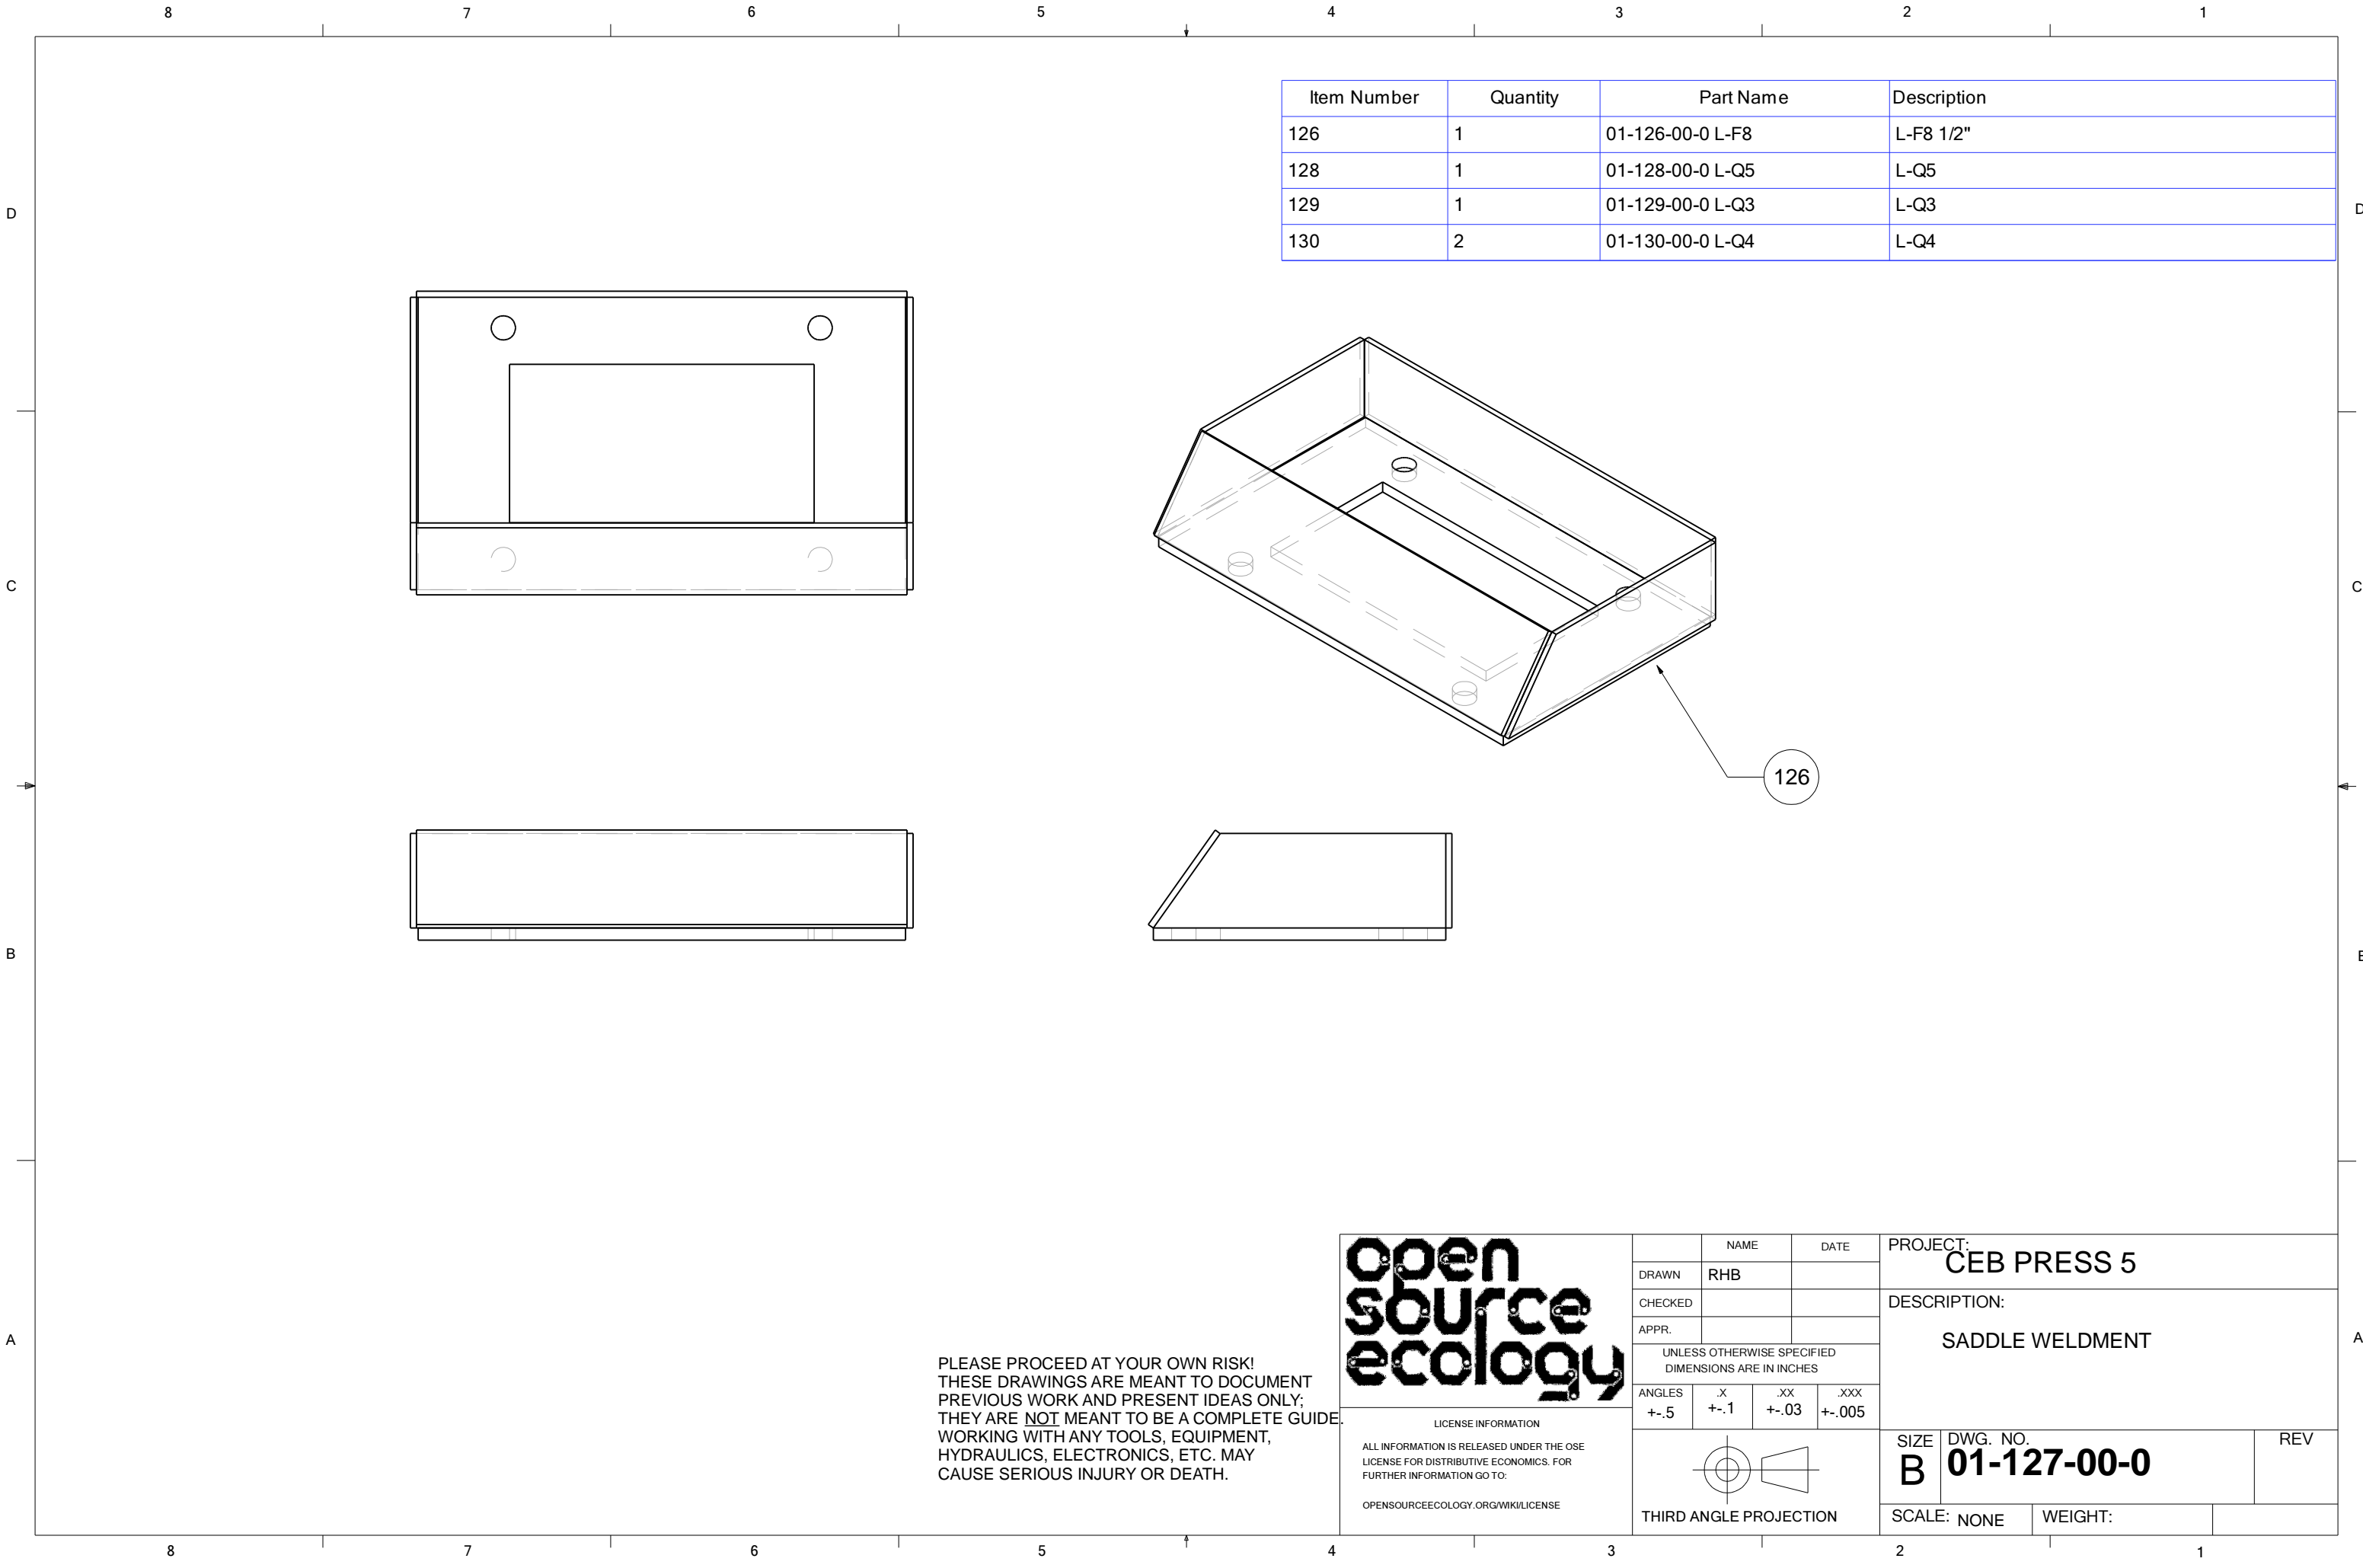 8 7 6 5 4 3 2 1
Item Number Quantity Part Name Description
126 1 01-126-00-0 L-F8 L-F8 1/2"
128 1 01-128-00-0 L-Q5 L-Q5
129 1 01-129-00-0 L-Q3 L-Q3
130 2 01-130-00-0 L-Q4 L-Q4
D D
C C
126
B B
A A
PLEASE PROCEED AT YOUR OWN RISK!
THESE DRAWINGS ARE MEANT TO DOCUMENT
PREVIOUS WORK AND PRESENT IDEAS ONLY;
THEY ARE NOT MEANT TO BE A COMPLETE GUIDE.
WORKING WITH ANY TOOLS, EQUIPMENT,
HYDRAULICS, ELECTRONICS, ETC. MAY
CAUSE SERIOUS INJURY OR DEATH.
open
source
ecology
LICENSE INFORMATION
ALL INFORMATION IS RELEASED UNDER THE OSE
LICENSE FOR DISTRIBUTIVE ECONOMICS. FOR
FURTHER INFORMATION GO TO:
OPENSOURCEECOLOGY.ORG/WIKI/LICENSE
NAME DATE
DRAWN RHB
CHECKED
APPR.
UNLESS OTHERWISE SPECIFIED
DIMENSIONS ARE IN INCHES
ANGLES .X .XX .XXX
+-.5 +-.1 +-.03 +-.005
THIRD ANGLE PROJECTION
PROJECT:
CEB PRESS 5
DESCRIPTION:
SADDLE WELDMENT
SIZE DWG. NO. REV
B 01-127-00-0
SCALE: NONE WEIGHT:
8 7 6 5 4 3 2 1